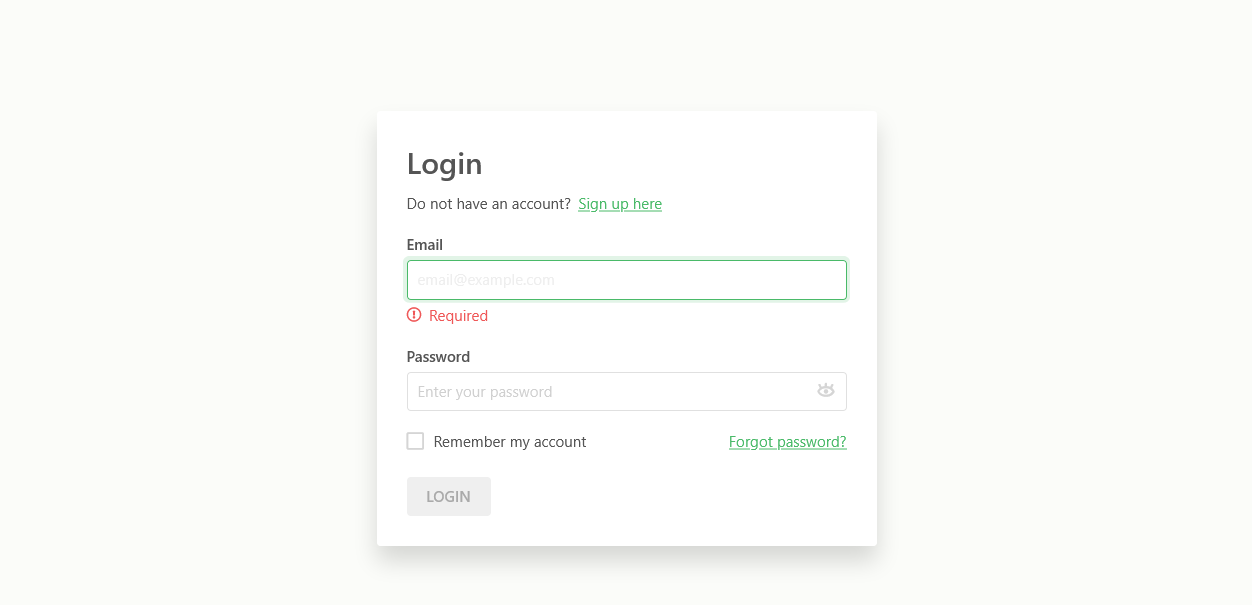 Login
Do not have an account? Sign up here
Email
email@example.com
Required
Password
Enter your password
Remember my account Forgot password?
LOGIN